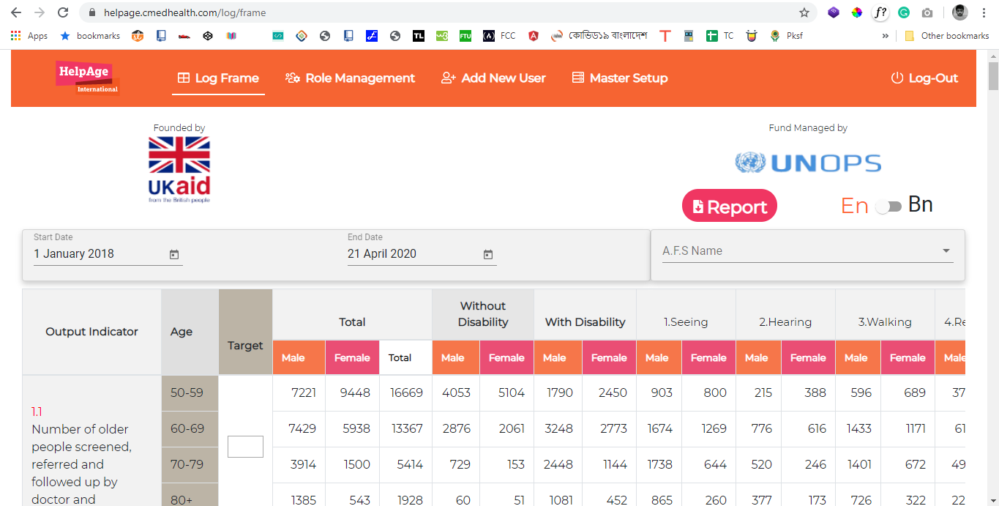 helpage.cmedhealth.com/log/frame
Apps
bookmarks
TL
w3
FTU
FCC
কোভিড১৯ বাংলাদেশ
TC
Pksf
»
Other bookmarks
HelpAge
International
Log Frame
Role Management
Add New User
Master Setup
Log-Out
Founded by
UKaid
from the British people
Fund Managed by
UNOPS
Report
En
Bn
Start Date
1 January 2018
End Date
21 April 2020
A.F.S Name
Output Indicator
Age
Target
Total
Without
Disability
With Disability
1.Seeing
2.Hearing
3.Walking
4.Re
Male Female Total Male Female Male Female Male Female Male Female Male Female Male
1.1
Number of older
people screened,
referred and
followed up by
doctor and
50-59 7221 9448 16669 4053 5104 1790 2450 903 800 215 388 596 689 37
60-69 7429 5938 13367 2876 2061 3248 2773 1674 1269 776 616 1433 1171 61
70-79 3914 1500 5414 729 153 2448 1144 1738 644 520 246 1401 672 49
80+ 1385 543 1928 60 51 1081 452 865 260 377 173 726 322 22